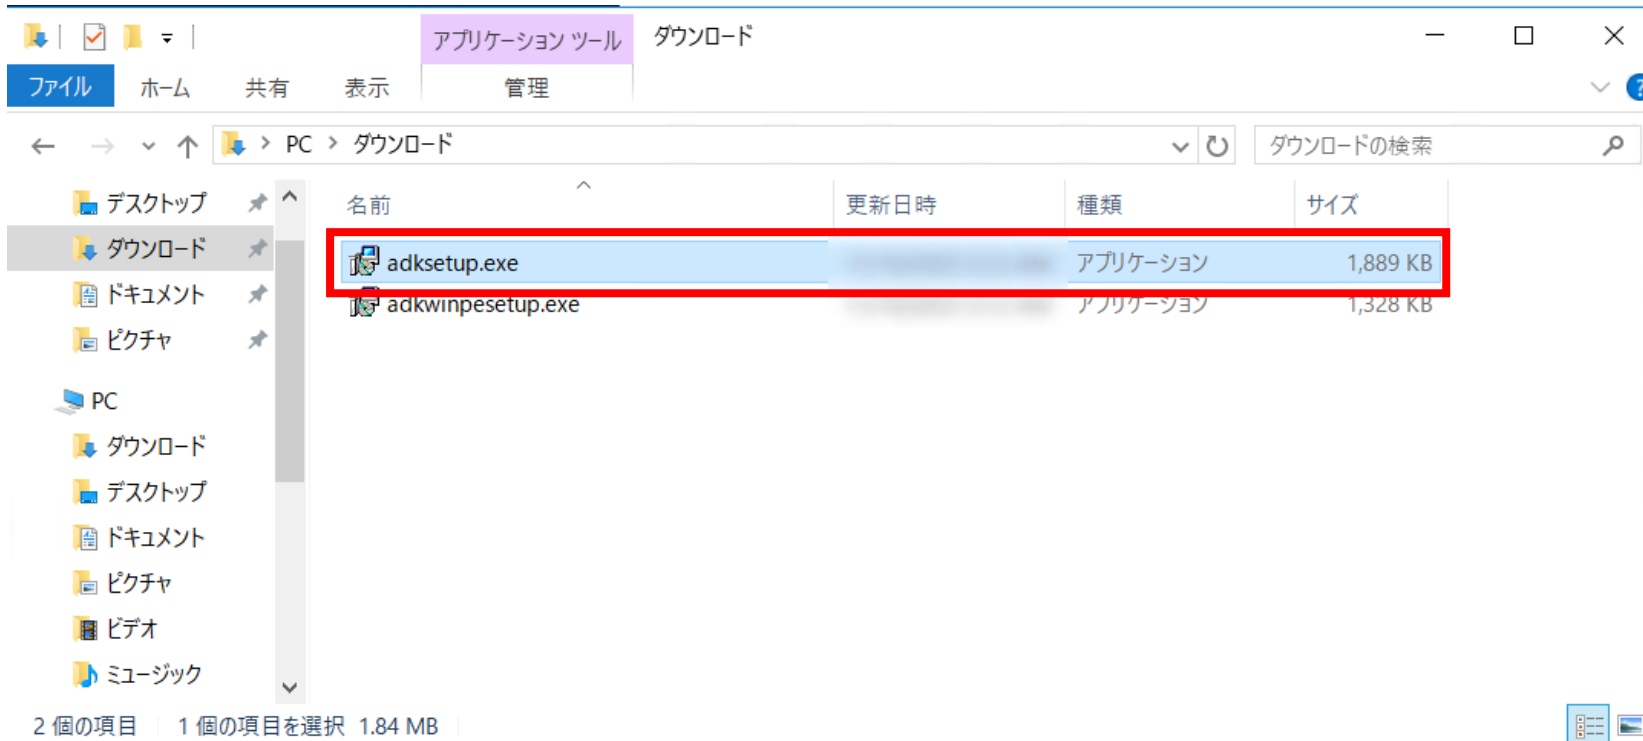 アプリケーション ツール ダウンロード
ファイル ホーム 共有 表示 管理 ?
PC ダウンロード ダウンロードの検索
名前 更新日時 種類 サイズ
adksetup.exe アプリケーション 1,889 KB
adkwinpesetup.exe アプリケーション 1,328 KB
デスクトップ
ダウンロード
ドキュメント
ピクチャ
PC
ダウンロード
デスクトップ
ドキュメント
ピクチャ
ビデオ
ミュージック
2 個の項目 1 個の項目を選択 1.84 MB